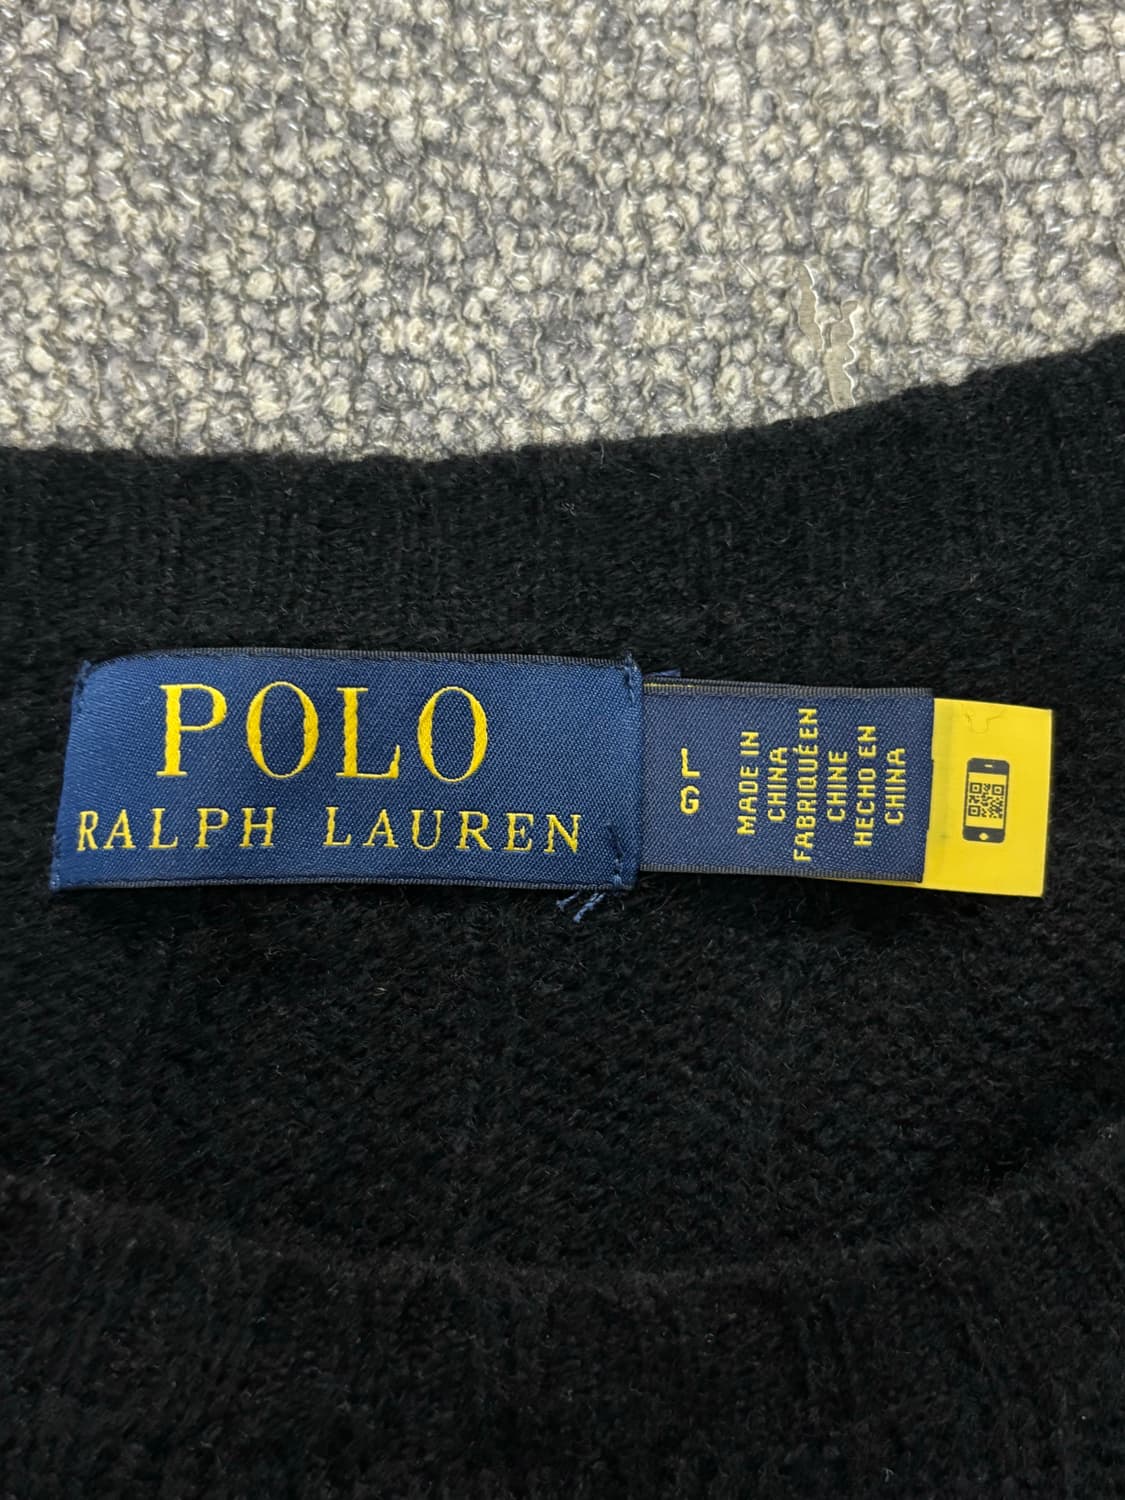 POLO
RALPH LAUREN
L
G
MADE IN
CHINA
FABRIQUÉ EN
CHINE
HECHO EN
CHINA